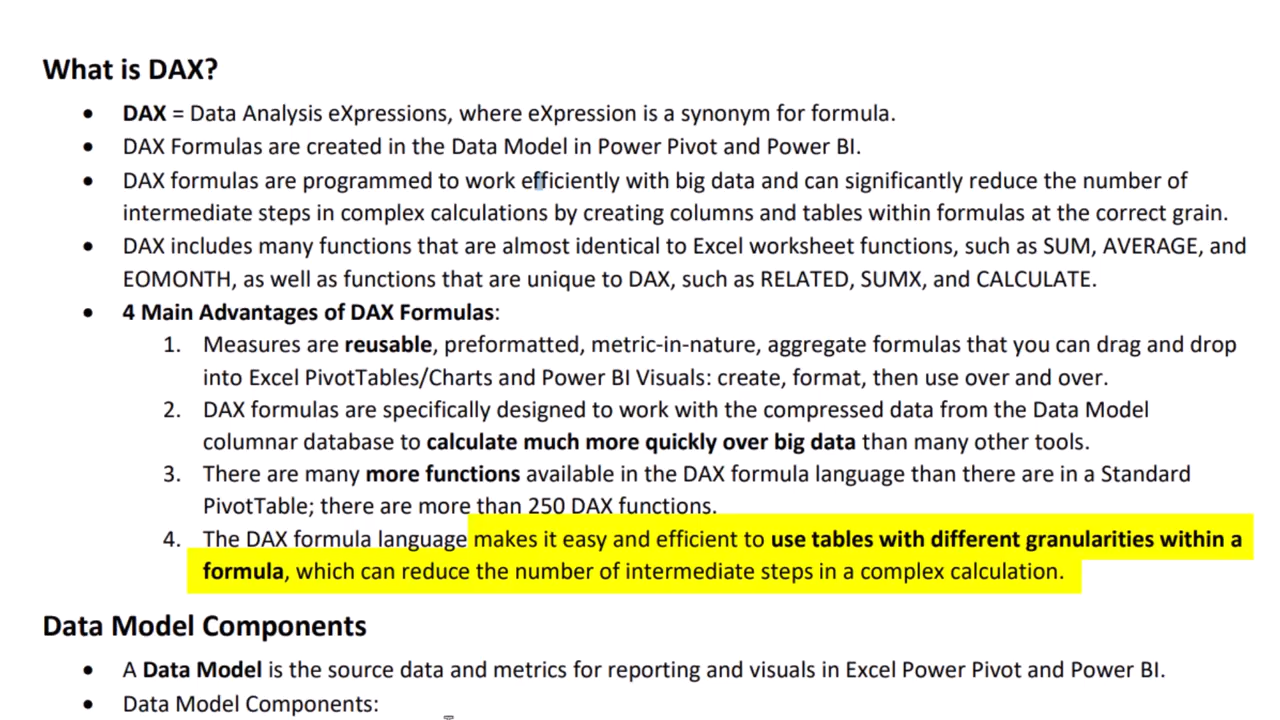 What is DAX?
• DAX = Data Analysis eXpressions, where eXpression is a synonym for formula.
• DAX Formulas are created in the Data Model in Power Pivot and Power BI.
• DAX formulas are programmed to work efficiently with big data and can significantly reduce the number of
intermediate steps in complex calculations by creating columns and tables within formulas at the correct grain.
• DAX includes many functions that are almost identical to Excel worksheet functions, such as SUM, AVERAGE, and
EOMONTH, as well as functions that are unique to DAX, such as RELATED, SUMX, and CALCULATE.
• 4 Main Advantages of DAX Formulas:
1. Measures are reusable, preformatted, metric-in-nature, aggregate formulas that you can drag and drop
into Excel PivotTables/Charts and Power BI Visuals: create, format, then use over and over.
2. DAX formulas are specifically designed to work with the compressed data from the Data Model
columnar database to calculate much more quickly over big data than many other tools.
3. There are many more functions available in the DAX formula language than there are in a Standard
PivotTable; there are more than 250 DAX functions.
4. The DAX formula language makes it easy and efficient to use tables with different granularities within a
formula, which can reduce the number of intermediate steps in a complex calculation.
Data Model Components
• A Data Model is the source data and metrics for reporting and visuals in Excel Power Pivot and Power BI.
• Data Model Components: